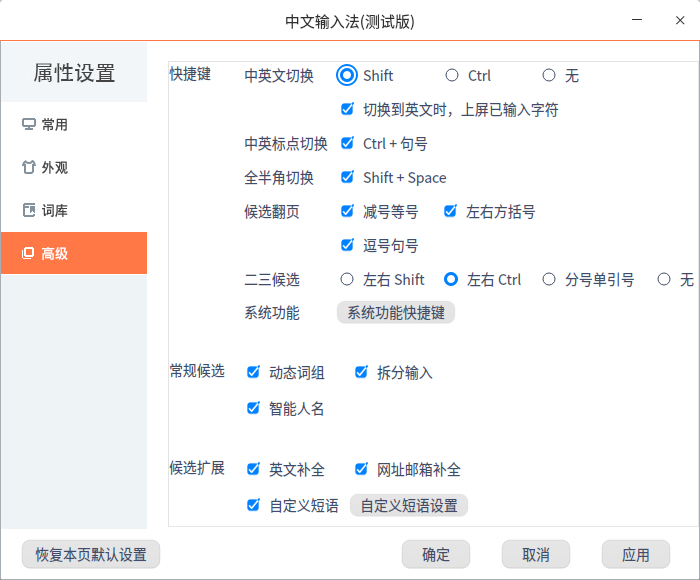 中文输入法(测试版)
属性设置
常用
外观
词库
高级
快捷键
中英文切换 Shift Ctrl 无
切换到英文时，上屏已输入字符
中英标点切换 Ctrl + 句号
全半角切换 Shift + Space
候选翻页 减号等号 左右方括号
逗号句号
二三候选 左右 Shift 左右 Ctrl 分号单引号 无
系统功能 系统功能快捷键
常规候选 动态词组 拆分输入
智能人名
候选扩展 英文补全 网址邮箱补全
自定义短语 自定义短语设置
恢复本页默认设置 确定 取消 应用